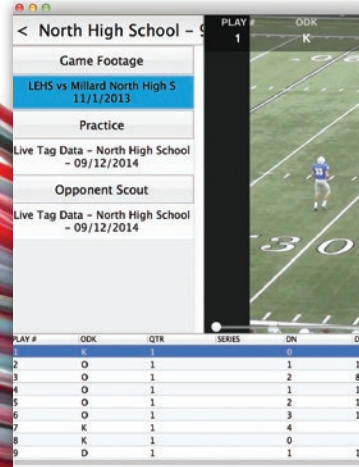 < North High School –
PLAY # ODK
1 K
Game Footage
LEHS vs Millard North High S
11/1/2013
Practice
Live Tag Data – North High School
– 09/12/2014
Opponent Scout
Live Tag Data – North High School
– 09/12/2014
30
PLAY # ODK QTR SERIES DN
1 K 1 0
2 O 1 1
3 O 1 2
4 O 1 1
5 O 1 2
6 O 1 3
7 K 1 4
8 K 1 0
9 D 1 1